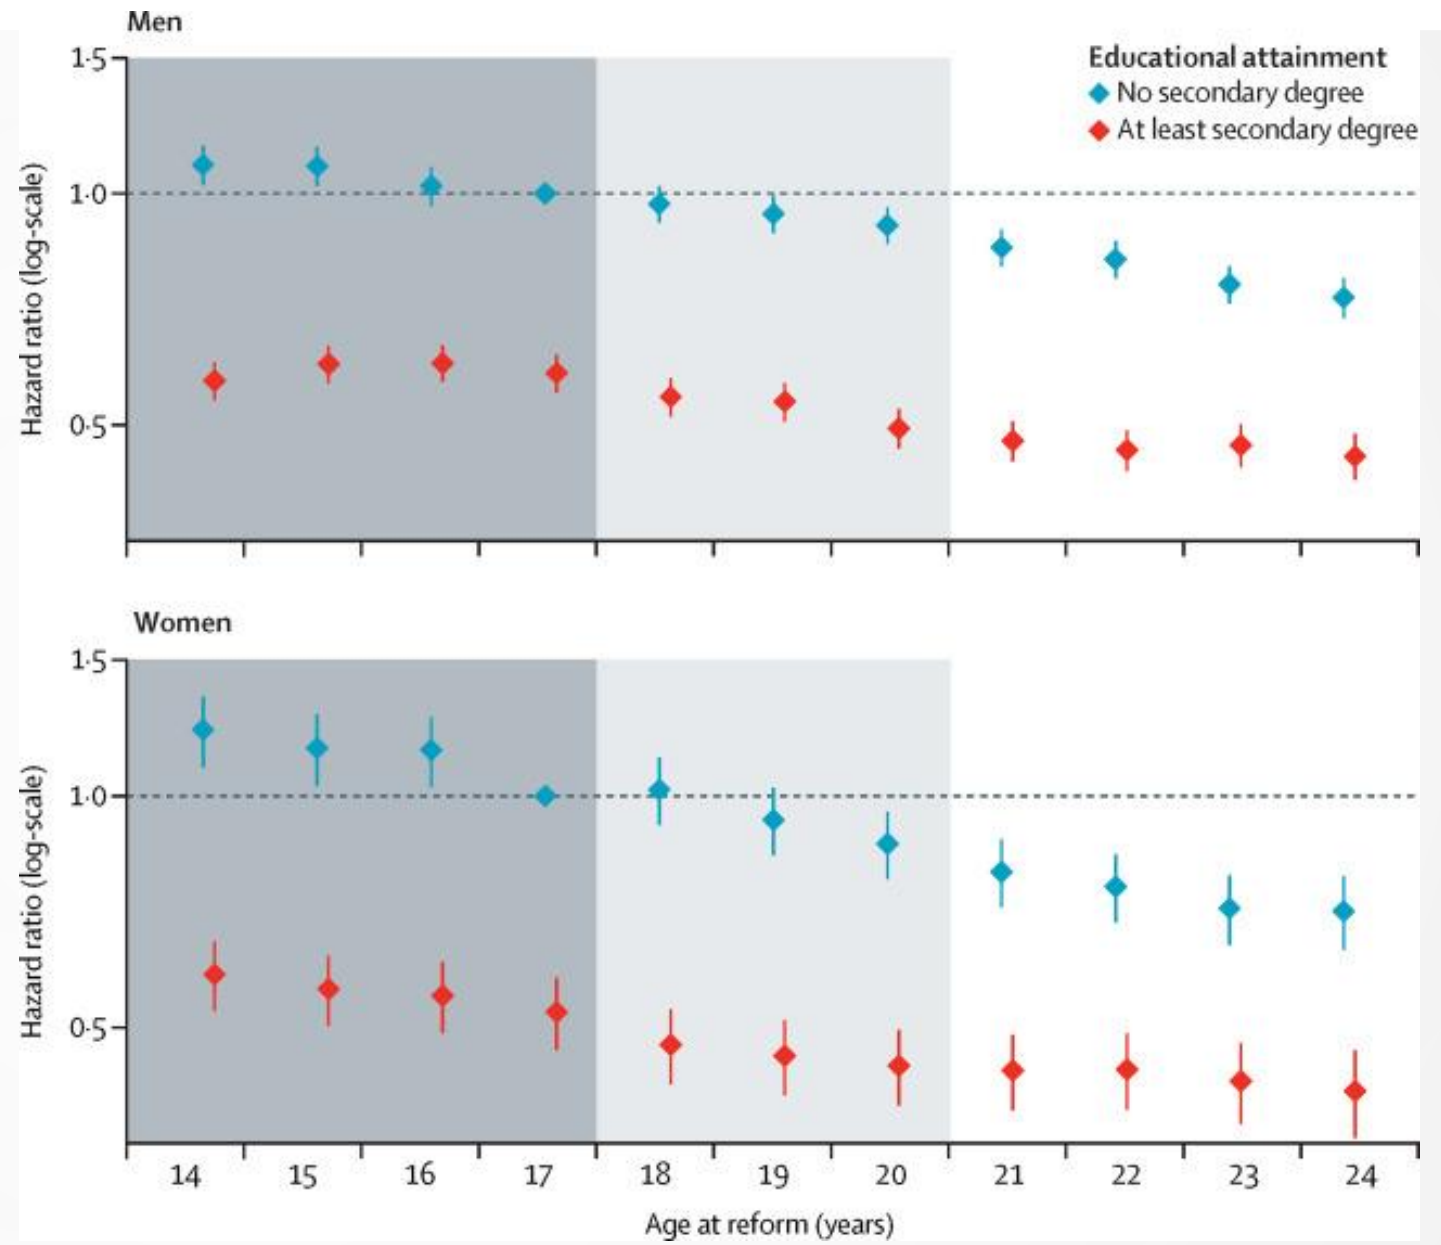 Men
Educational attainment
No secondary degree
At least secondary degree
Hazard ratio (log-scale)
1·5
1·0
0·5
Women
Hazard ratio (log-scale)
1·5
1·0
0·5
14 15 16 17 18 19 20 21 22 23 24
Age at reform (years)